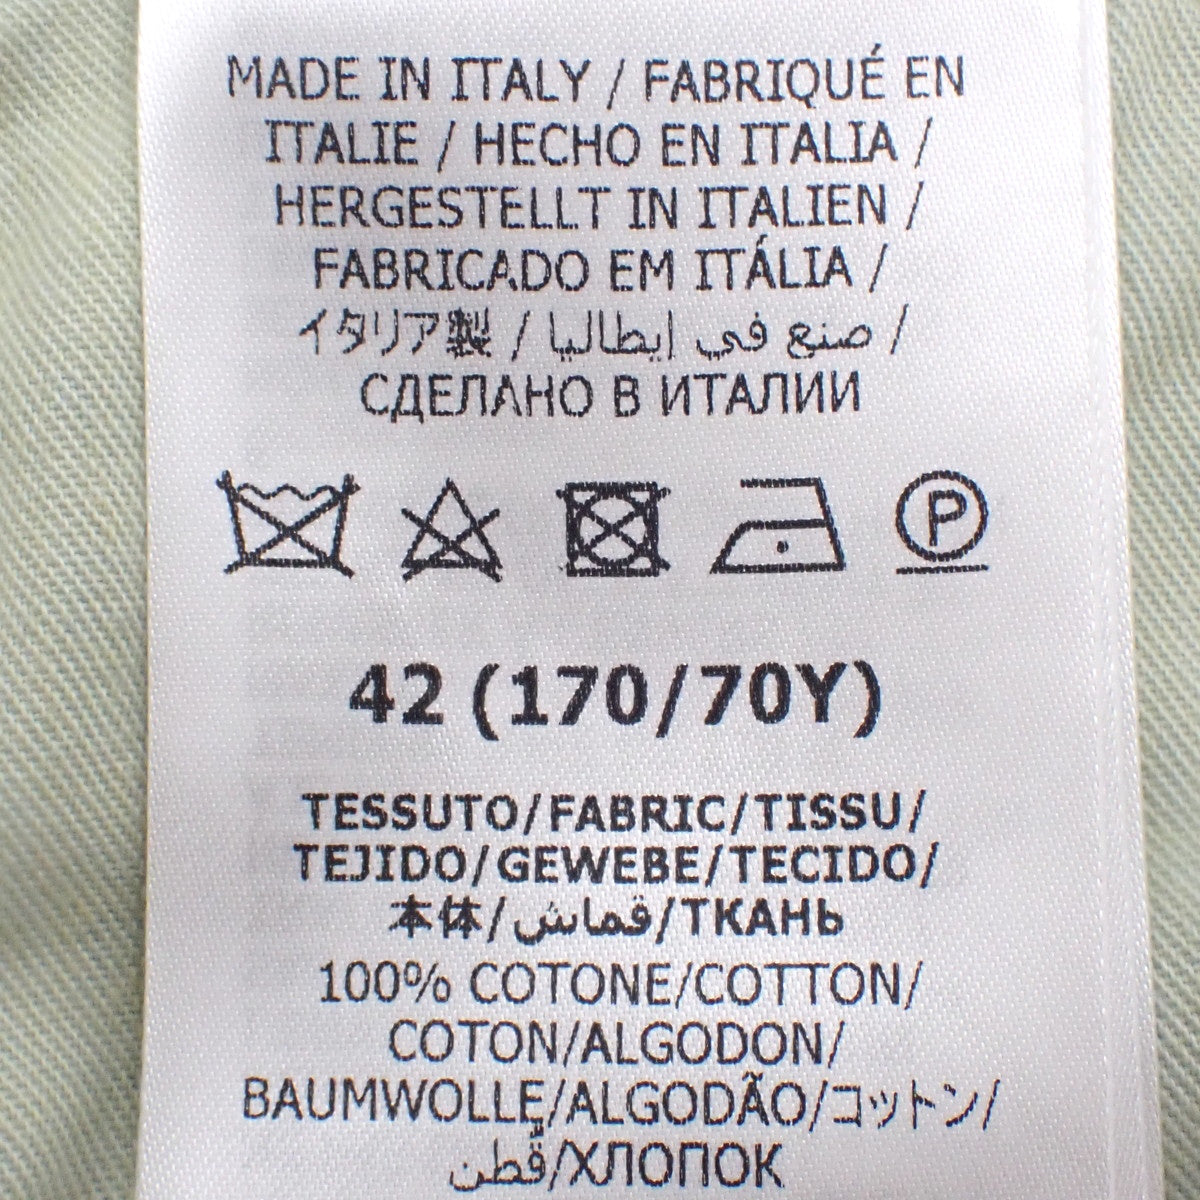 MADE IN ITALY / FABRIQUÉ EN
ITALIE / HECHO EN ITALIA /
HERGESTELLT IN ITALIEN /
FABRICADO EM ITÁLIA /
イタリア製 / صنع في إيطاليا /
СДЕЛАНО В ИТАЛИИ
P
42 (170/70Y)
TESSUTO/FABRIC/TISSU/
TEJIDO/GEWEBE/TECIDO/
本体/قماش/ТКАНЬ
100% COTONE/COTTON/
COTON/ALGODON/
BAUMWOLLE/ALGODÃO/コットン/
قطن/ХЛОПОК